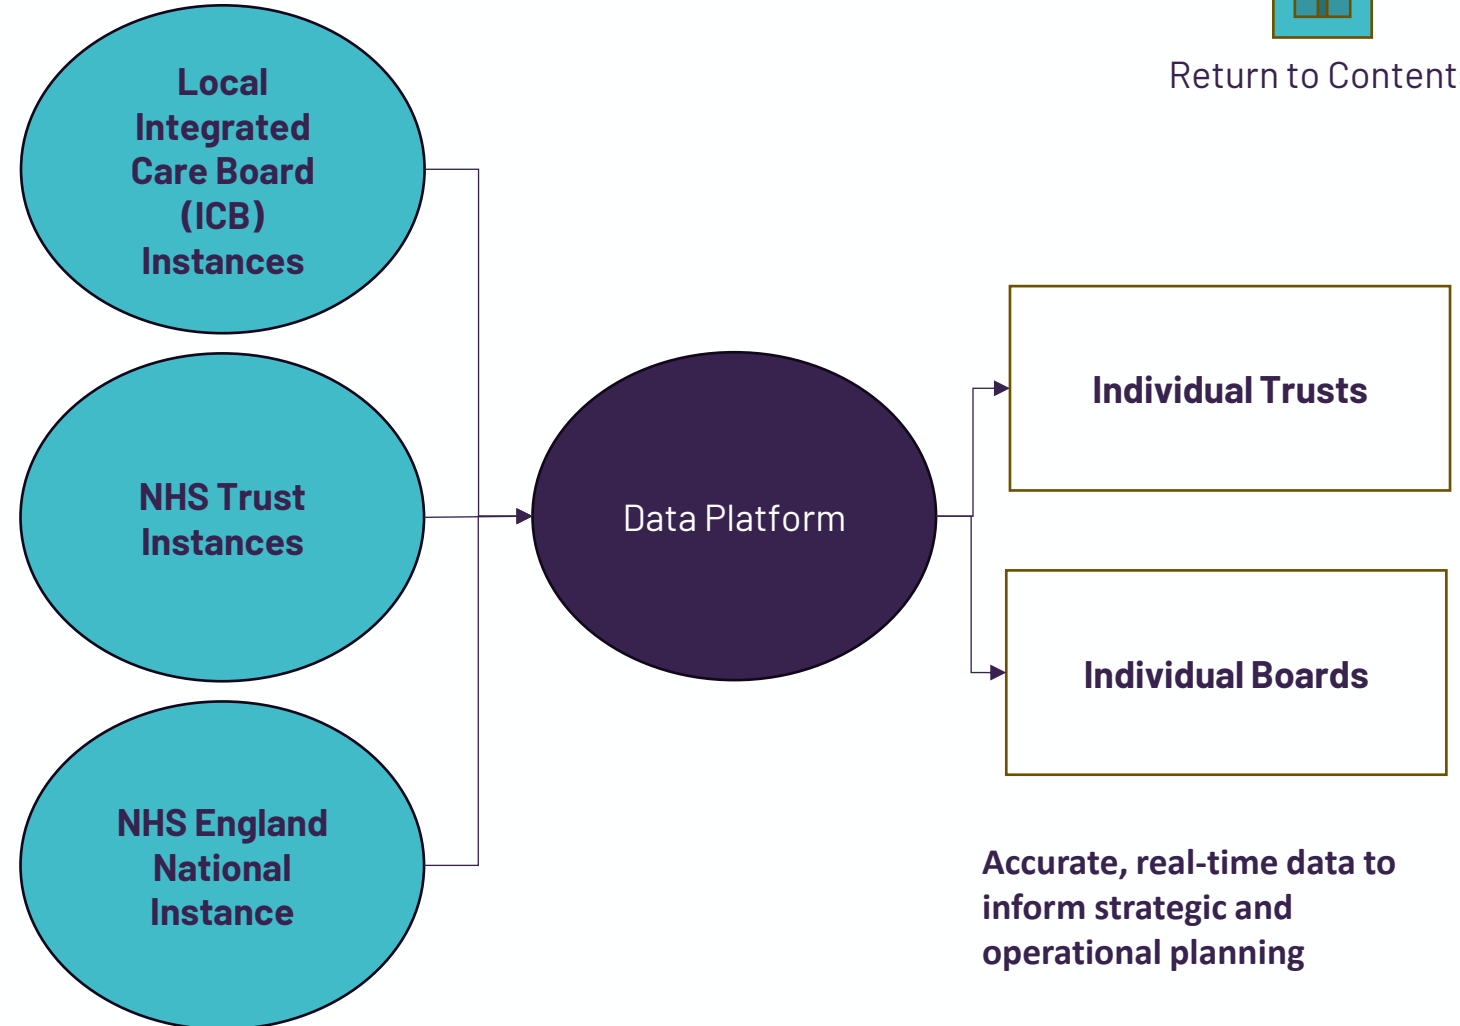 Return to Content
Local
Integrated
Care Board
(ICB)
Instances
NHS Trust
Instances
NHS England
National
Instance
Data Platform
Individual Trusts
Individual Boards
Accurate, real-time data to
inform strategic and
operational planning